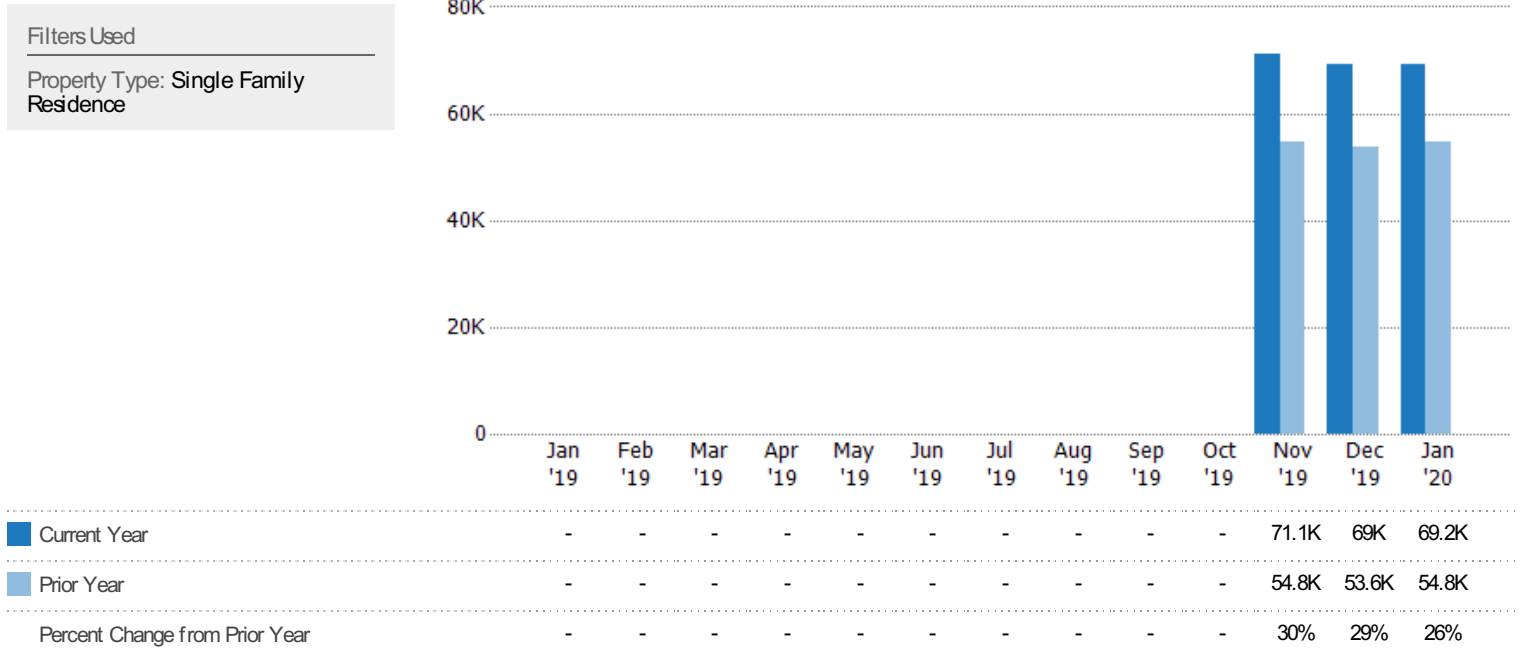 Filters Used
Property Type: Single Family
Residence
80K
60K
40K
20K
0
Jan Feb Mar Apr May Jun Jul Aug Sep Oct Nov Dec Jan
'19 '19 '19 '19 '19 '19 '19 '19 '19 '19 '19 '19 '20
Current Year - - - - - - - - - - 71.1K 69K 69.2K
Prior Year - - - - - - - - - - 54.8K 53.6K 54.8K
Percent Change from Prior Year - - - - - - - - - - 30% 29% 26%